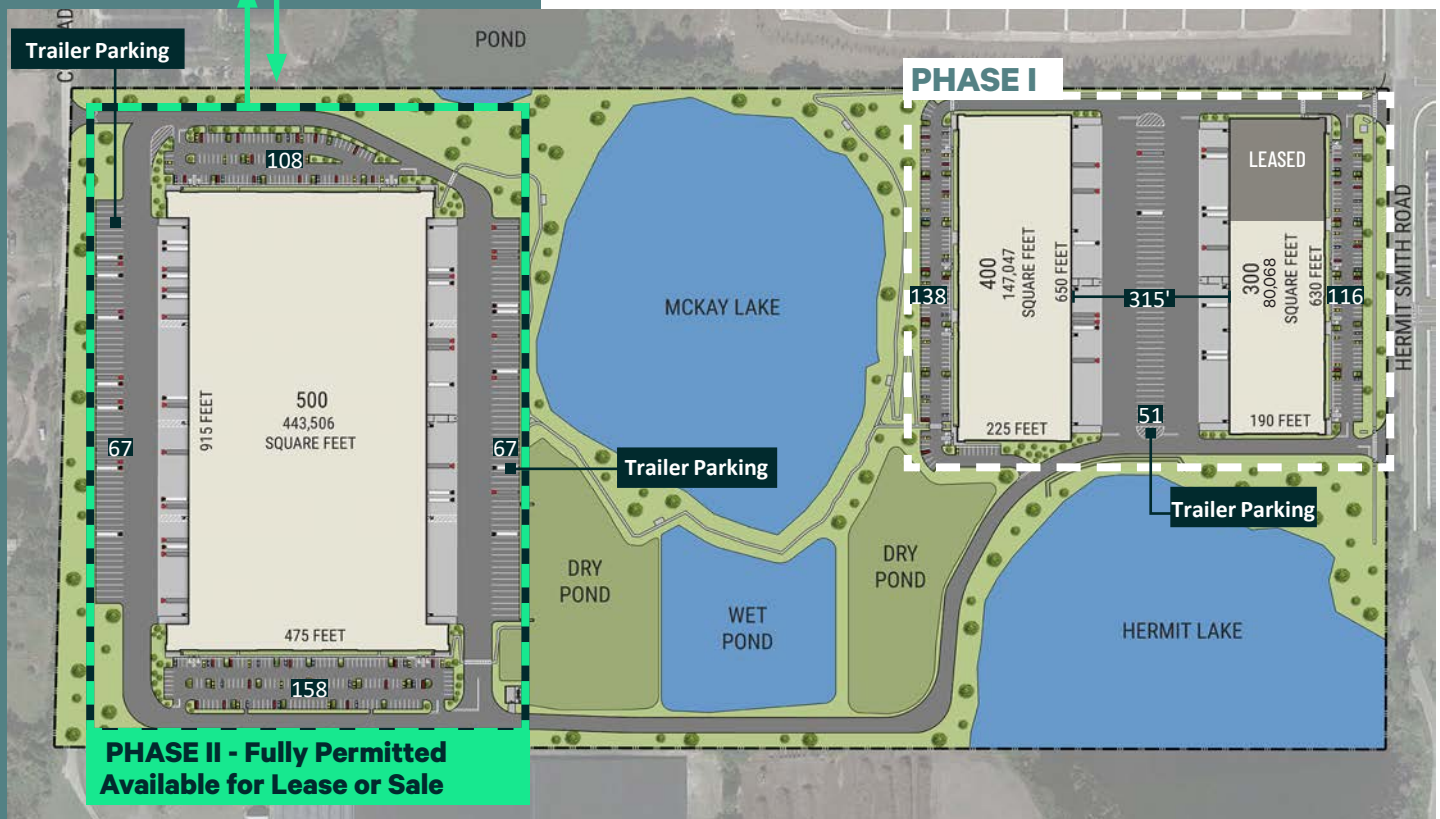 POND
Trailer Parking
PHASE I
108
LEASED
400
147,047
SQUARE FEET
650 FEET
300
80,068
SQUARE FEET
630 FEET
138
315'
116
HERMIT SMITH ROAD
MCKAY LAKE
500
443,506
SQUARE FEET
915 FEET
67
67
Trailer Parking
225 FEET
51
190 FEET
Trailer Parking
DRY
POND
DRY
POND
WET
POND
HERMIT LAKE
475 FEET
158
PHASE II - Fully Permitted
Available for Lease or Sale